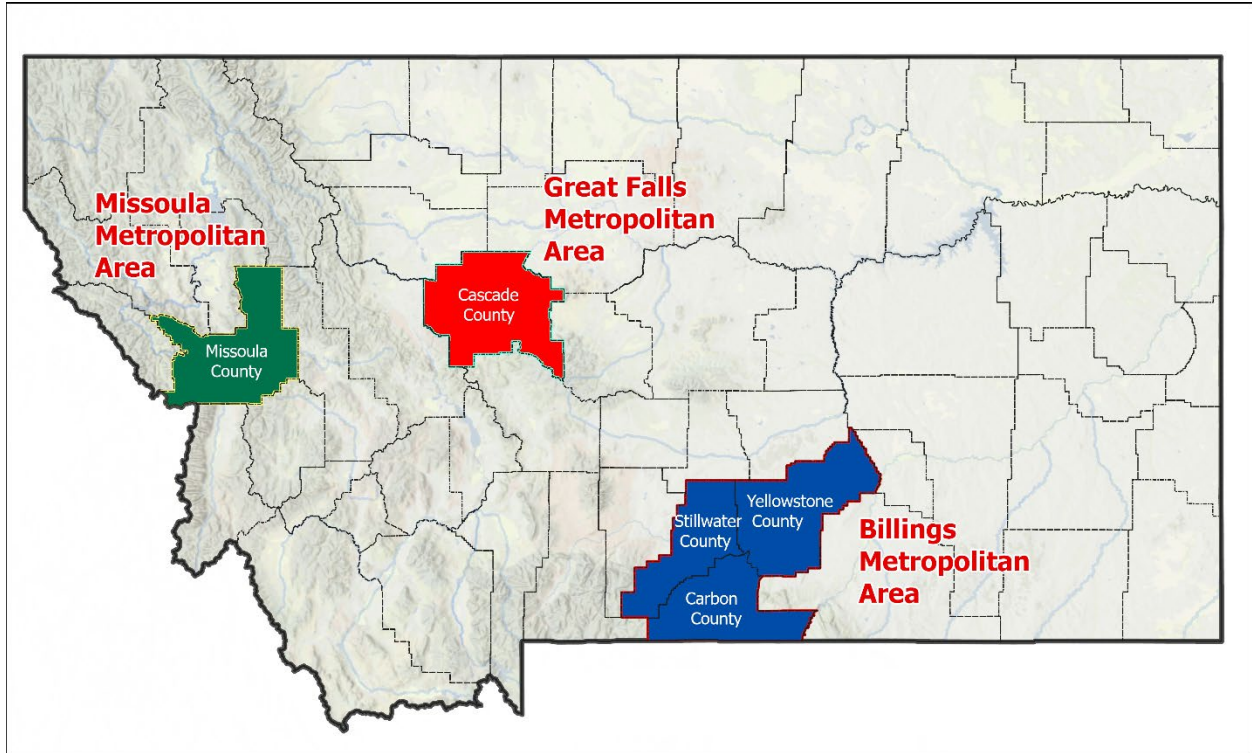 Missoula
Metropolitan
Area
Great Falls
Metropolitan
Area
Cascade
County
Missoula
County
Yellowstone
County
Stillwater
County
Carbon
County
Billings
Metropolitan
Area